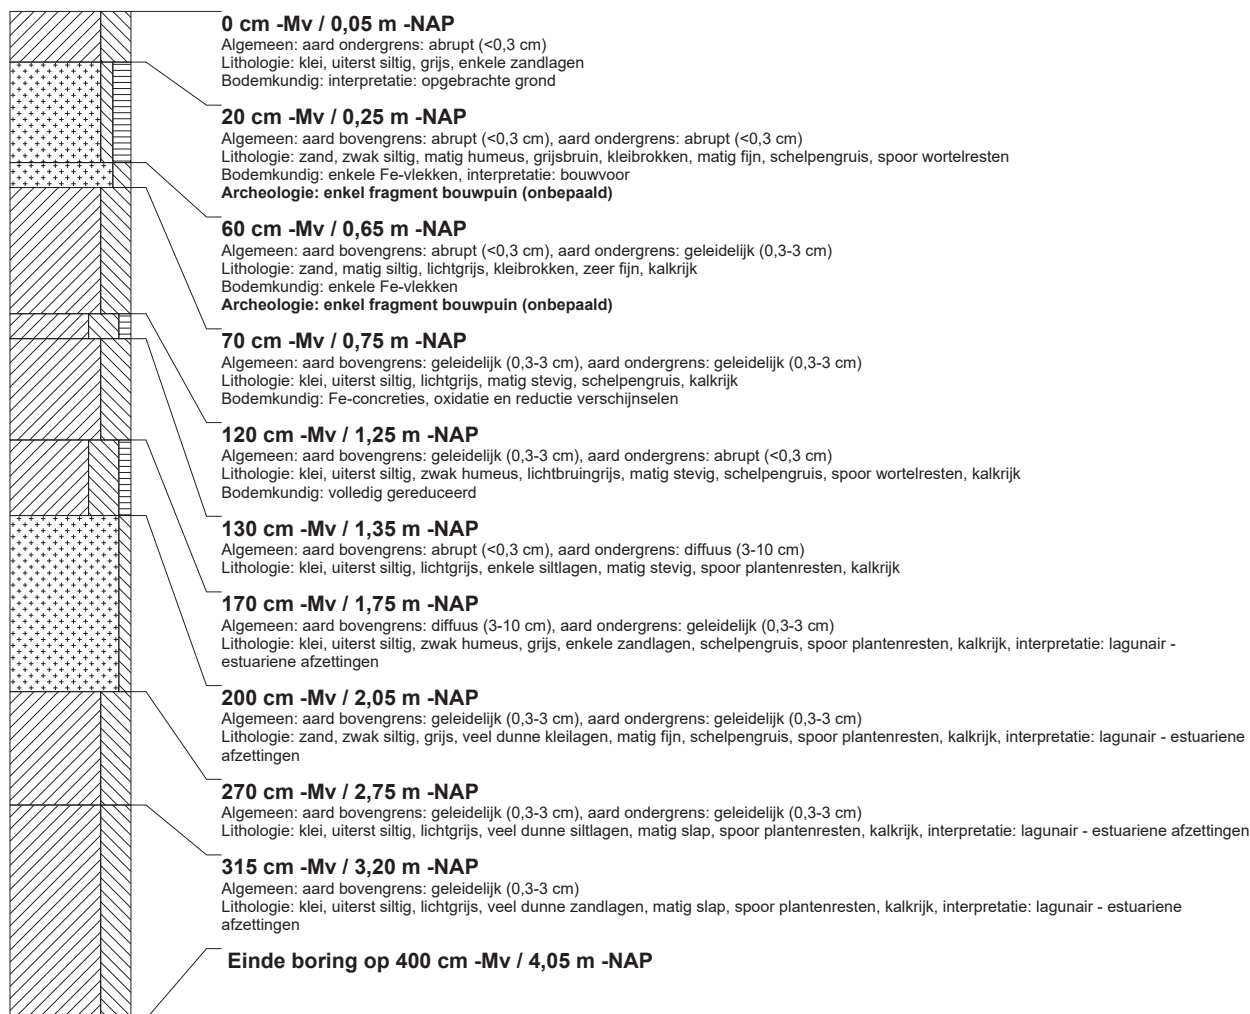 0 cm -Mv / 0,05 m -NAP
Algemeen: aard ondergrens: abrupt (<0,3 cm)
Lithologie: klei, uiterst siltig, grijs, enkele zandlagen
Bodemkundig: interpretatie: opgebrachte grond
20 cm -Mv / 0,25 m -NAP
Algemeen: aard bovengrens: abrupt (<0,3 cm), aard ondergrens: abrupt (<0,3 cm)
Lithologie: zand, zwak siltig, matig humeus, grijsbruin, kleibrokken, matig fijn, schelpengruis, spoor wortelresten
Bodemkundig: enkele Fe-vlekken, interpretatie: bouwvoor
Archeologie: enkel fragment bouwpuin (onbepaald)
60 cm -Mv / 0,65 m -NAP
Algemeen: aard bovengrens: abrupt (<0,3 cm), aard ondergrens: geleidelijk (0,3-3 cm)
Lithologie: zand, matig siltig, lichtgrijs, kleibrokken, zeer fijn, kalkrijk
Bodemkundig: enkele Fe-vlekken
Archeologie: enkel fragment bouwpuin (onbepaald)
70 cm -Mv / 0,75 m -NAP
Algemeen: aard bovengrens: geleidelijk (0,3-3 cm), aard ondergrens: geleidelijk (0,3-3 cm)
Lithologie: klei, uiterst siltig, lichtgrijs, matig stevig, schelpengruis, kalkrijk
Bodemkundig: Fe-concreties, oxidatie en reductie verschijnselen
120 cm -Mv / 1,25 m -NAP
Algemeen: aard bovengrens: geleidelijk (0,3-3 cm), aard ondergrens: abrupt (<0,3 cm)
Lithologie: klei, uiterst siltig, zwak humeus, lichtbruingrijs, matig stevig, schelpengruis, spoor wortelresten, kalkrijk
Bodemkundig: volledig gereduceerd
130 cm -Mv / 1,35 m -NAP
Algemeen: aard bovengrens: abrupt (<0,3 cm), aard ondergrens: diffuus (3-10 cm)
Lithologie: klei, uiterst siltig, lichtgrijs, enkele siltlagen, matig stevig, spoor plantenresten, kalkrijk
170 cm -Mv / 1,75 m -NAP
Algemeen: aard bovengrens: diffuus (3-10 cm), aard ondergrens: geleidelijk (0,3-3 cm)
Lithologie: klei, uiterst siltig, zwak humeus, grijs, enkele zandlagen, schelpengruis, spoor plantenresten, kalkrijk, interpretatie: lagunair -
estuariene afzettingen
200 cm -Mv / 2,05 m -NAP
Algemeen: aard bovengrens: geleidelijk (0,3-3 cm), aard ondergrens: geleidelijk (0,3-3 cm)
Lithologie: zand, zwak siltig, grijs, veel dunne kleilagen, matig fijn, schelpengruis, spoor plantenresten, kalkrijk, interpretatie: lagunair - estuariene
afzettingen
270 cm -Mv / 2,75 m -NAP
Algemeen: aard bovengrens: geleidelijk (0,3-3 cm), aard ondergrens: geleidelijk (0,3-3 cm)
Lithologie: klei, uiterst siltig, lichtgrijs, veel dunne siltlagen, matig slap, spoor plantenresten, kalkrijk, interpretatie: lagunair - estuariene afzettingen
315 cm -Mv / 3,20 m -NAP
Algemeen: aard bovengrens: geleidelijk (0,3-3 cm)
Lithologie: klei, uiterst siltig, lichtgrijs, veel dunne zandlagen, matig slap, spoor plantenresten, kalkrijk, interpretatie: lagunair - estuariene
afzettingen
Einde boring op 400 cm -Mv / 4,05 m -NAP